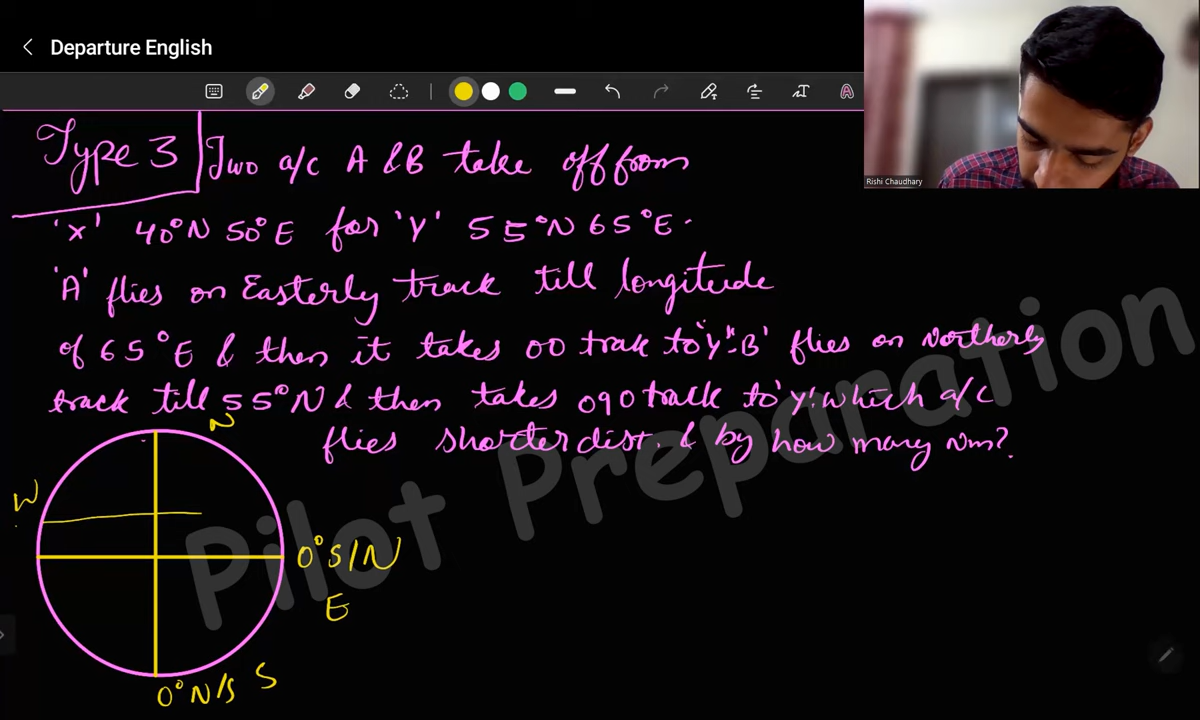 Departure English
Rishi Chaudhary
Type 3 Two a/c A & B take off from
'X' 40°N 50°E for 'Y' 55°N 65°E.
'A' flies on Easterly track till longitude
of 65°E & then it takes 00 trak to 'Y'. 'B' flies on Northerly
track till 55°N & then takes 090 track to 'Y'. Which a/c
flies shorter dist. & by how many Nm?
N
W
0° S/N
E
0° N/S S
Pilot Preparation